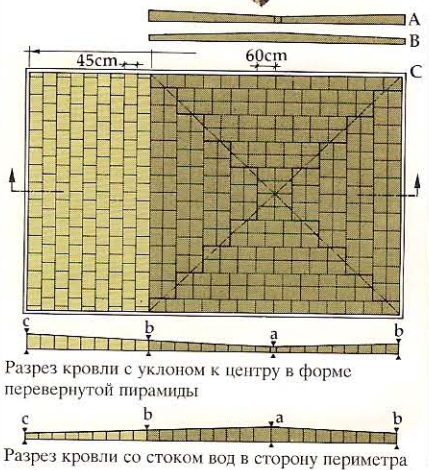 A
B
45cm
60cm
C
c
b
a
b
Разрез кровли с уклоном к центру в форме
перевернутой пирамиды
c
b
a
b
Разрез кровли со стоком вод в сторону периметра